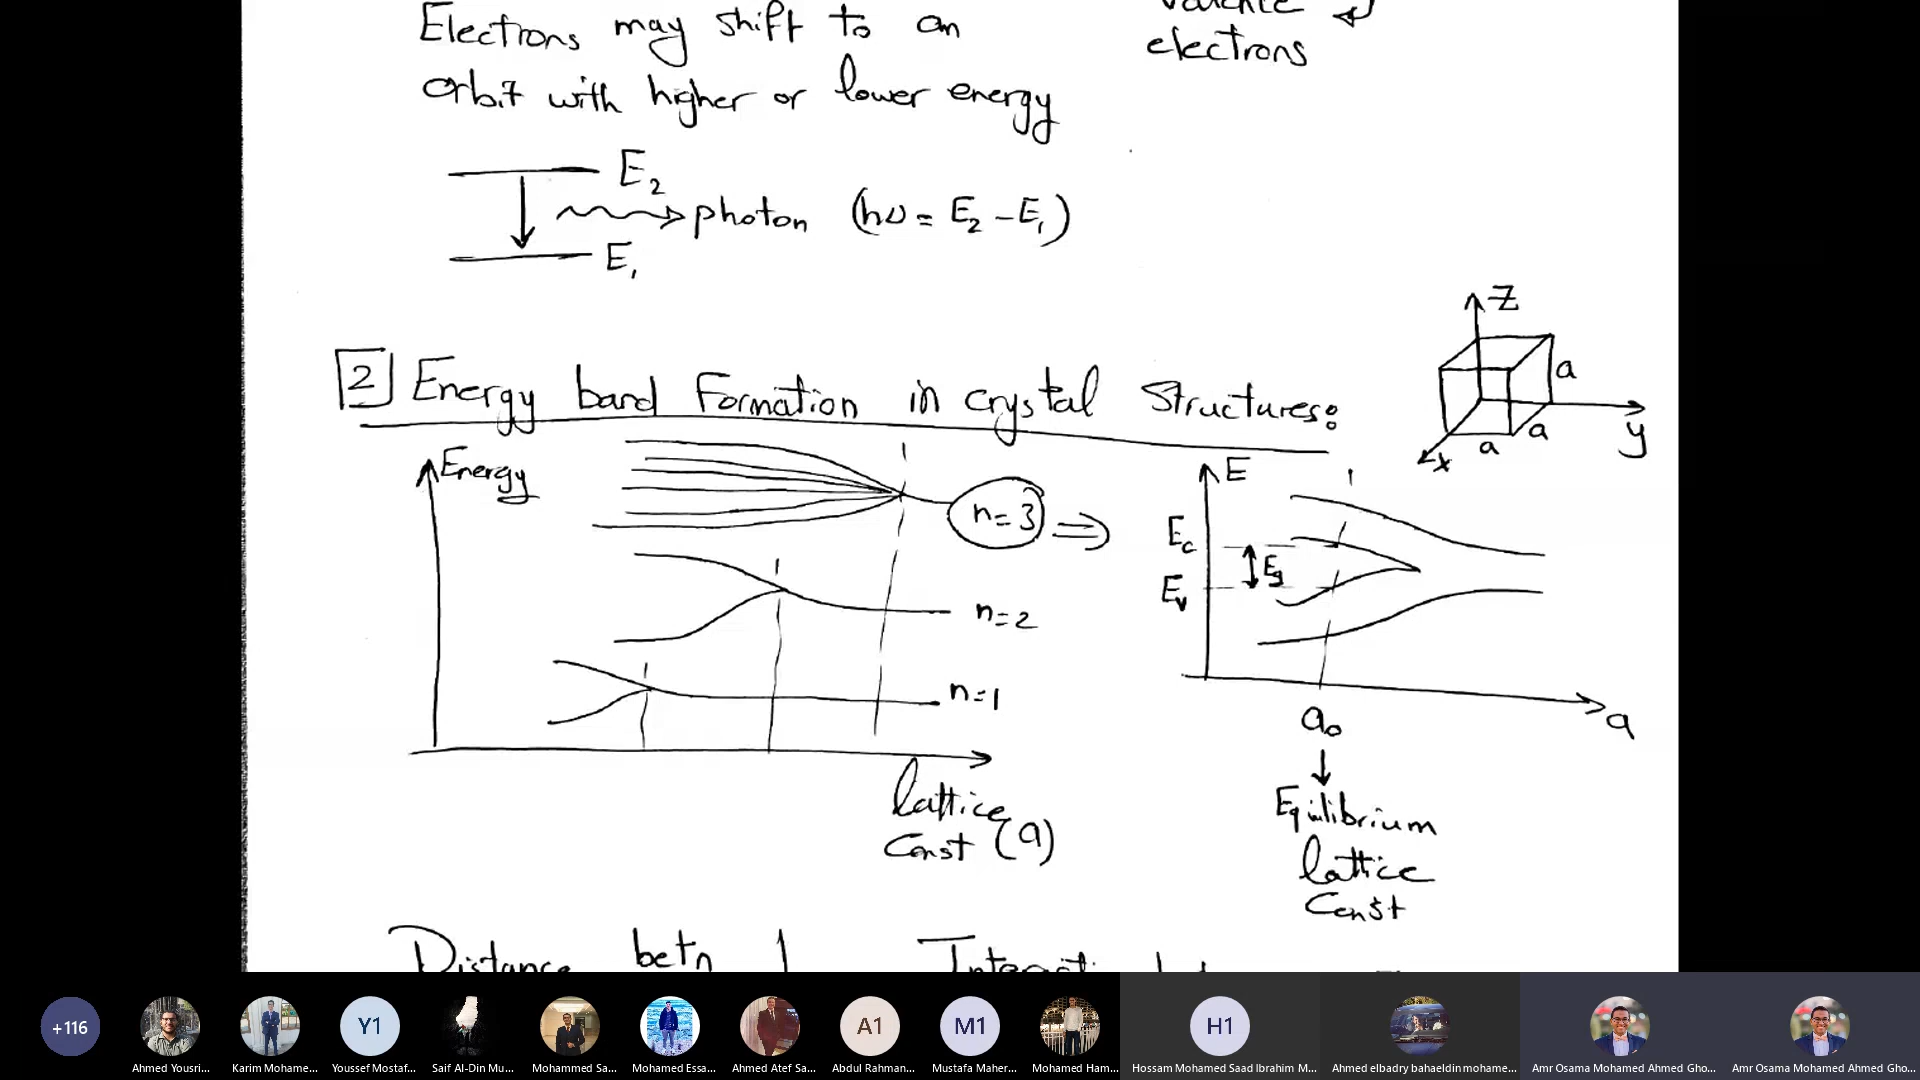 Electrons may shift to an
orbit with higher or lower energy
electrons
E2
photon (hυ = E2 - E1)
E1
2 Energy band Formation in crystal Structures:
Z
a
a
a
y
x
Energy
n=3 ⇒
n=2
n=1
lattice
Const (a)
E
Ec
Eg
Ev
a
a0
Equilibrium
lattice
Const
Distance betn
+116
Ahmed Yousri...
Karim Mohame...
Y1
Youssef Mostaf...
Saif Al-Din Mu...
Mohammed Sa...
Mohamed Essa...
Ahmed Atef Sa...
A1
Abdul Rahman...
M1
Mustafa Maher...
Mohamed Ham...
H1
Hossam Mohamed Saad Ibrahim M...
Ahmed elbadry bahaeldin mohame...
Amr Osama Mohamed Ahmed Gho...
Amr Osama Mohamed Ahmed Gho...